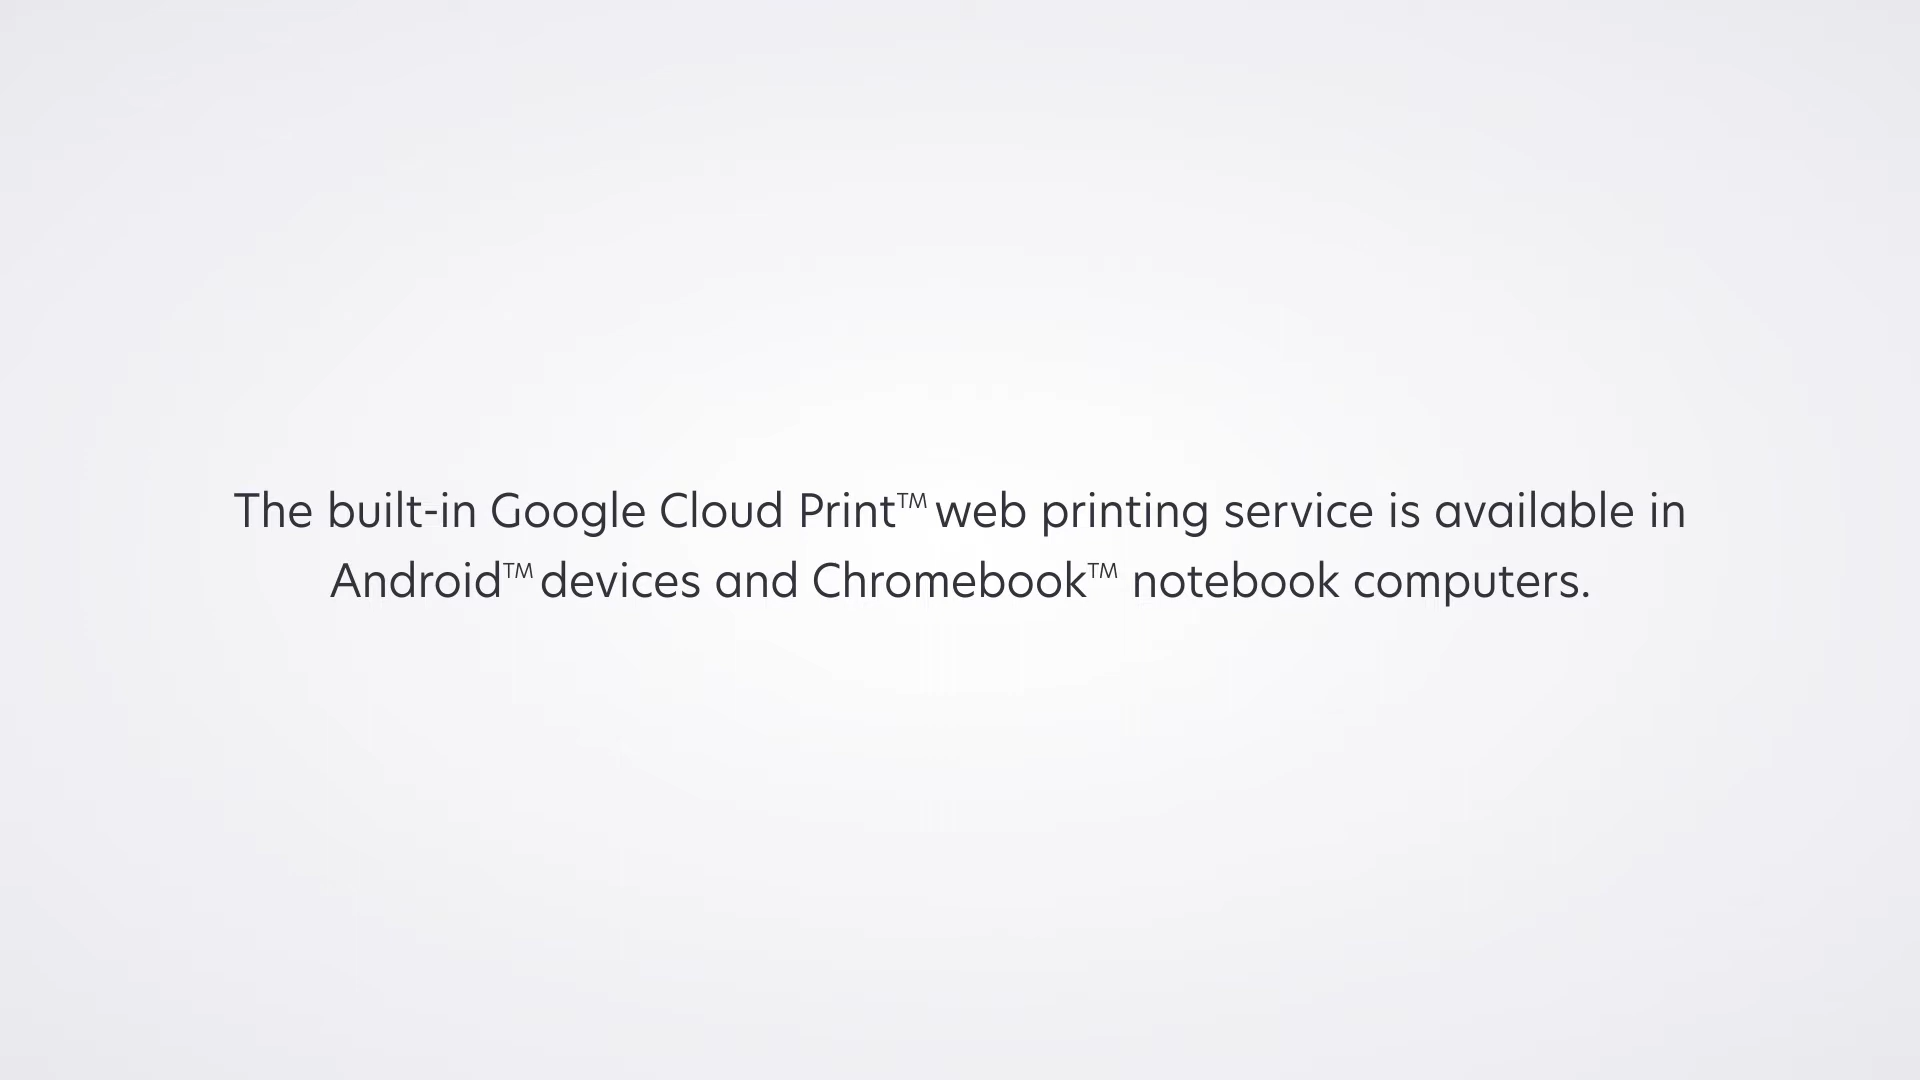 The built-in Google Cloud Print™ web printing service is available in
Android™ devices and Chromebook™ notebook computers.